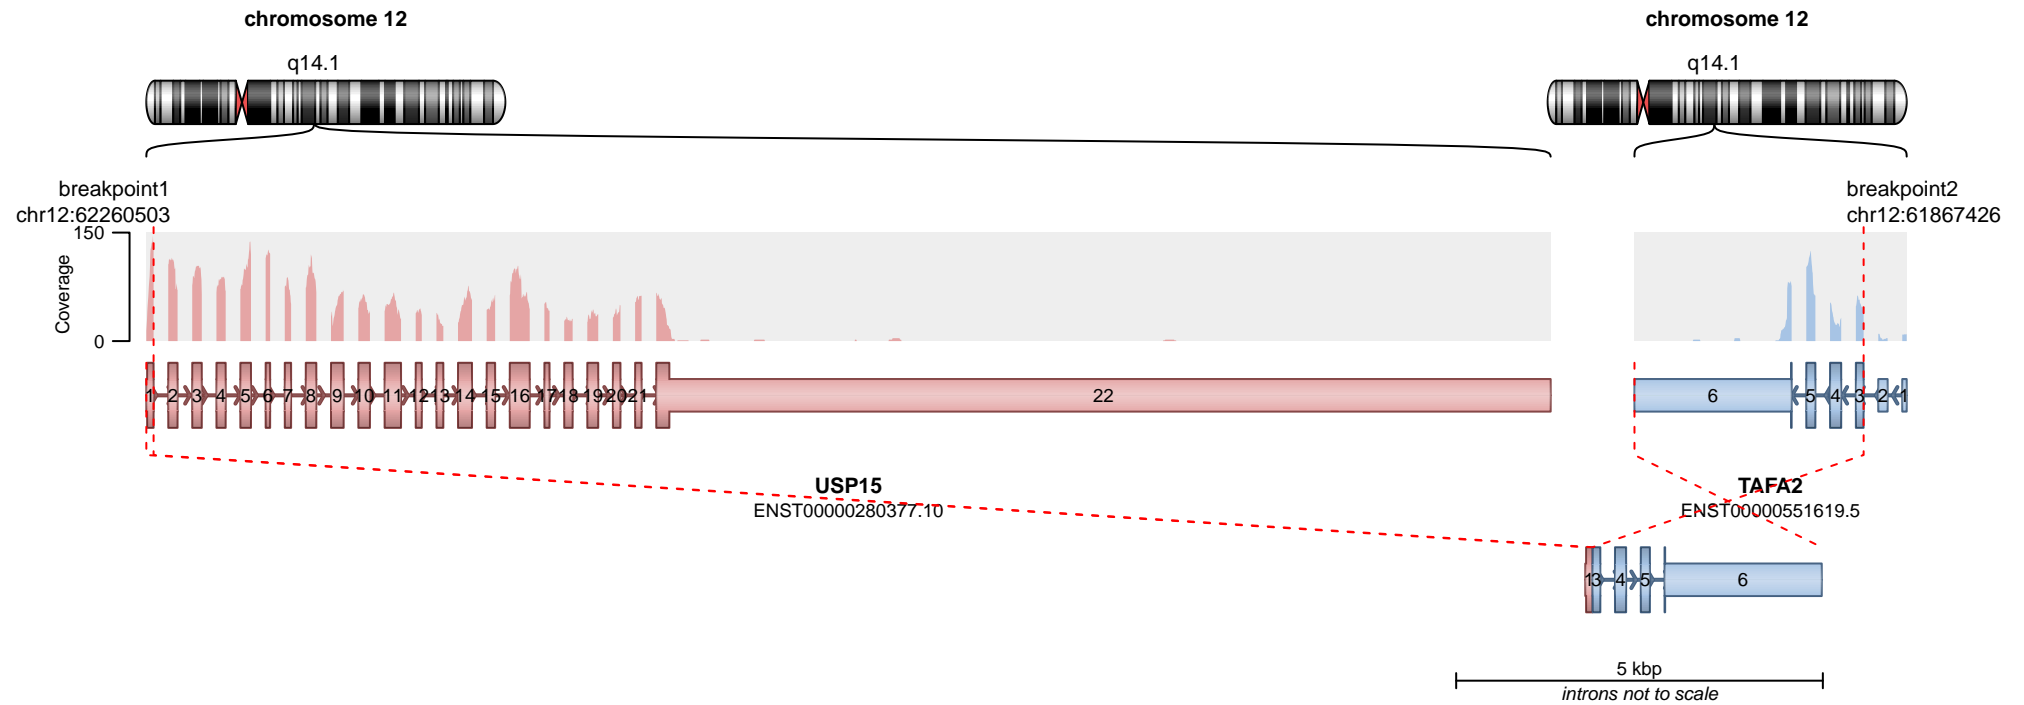 chromosome 12
chromosome 12
q14.1
q14.1
breakpoint1
chr12:62260503
breakpoint2
chr12:61867426
150
0
Coverage
1 2 3 4 5 6 7 8 9 10 11 12 13 14 15 16 17 18 19 20 21 22
6 5 4 3 2 1
USP15
ENST00000280377.10
TAFA2
ENST00000551619.5
1 3 4 5 6
5 kbp
introns not to scale